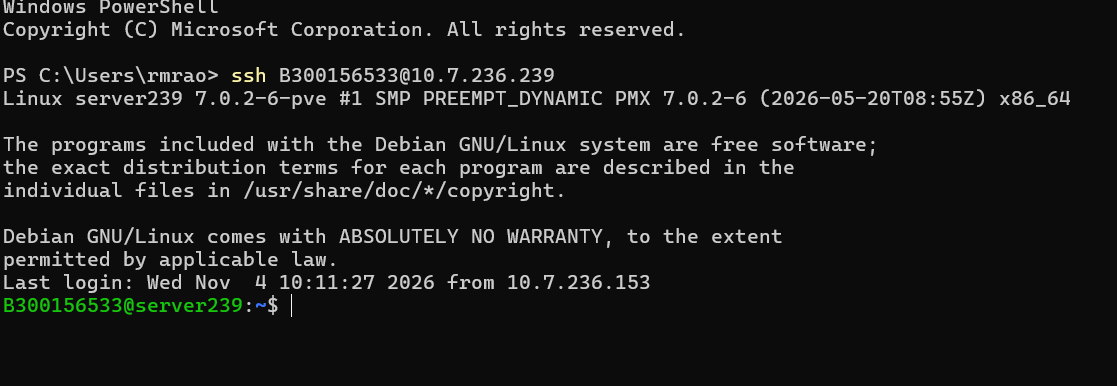 Windows PowerShell
Copyright (C) Microsoft Corporation. All rights reserved.
PS C:\Users\rmrao> ssh B300156533@10.7.236.239
Linux server239 7.0.2-6-pve #1 SMP PREEMPT_DYNAMIC PMX 7.0.2-6 (2026-05-20T08:55Z) x86_64
The programs included with the Debian GNU/Linux system are free software;
the exact distribution terms for each program are described in the
individual files in /usr/share/doc/*/copyright.
Debian GNU/Linux comes with ABSOLUTELY NO WARRANTY, to the extent
permitted by applicable law.
Last login: Wed Nov  4 10:11:27 2026 from 10.7.236.153
B300156533@server239:~$